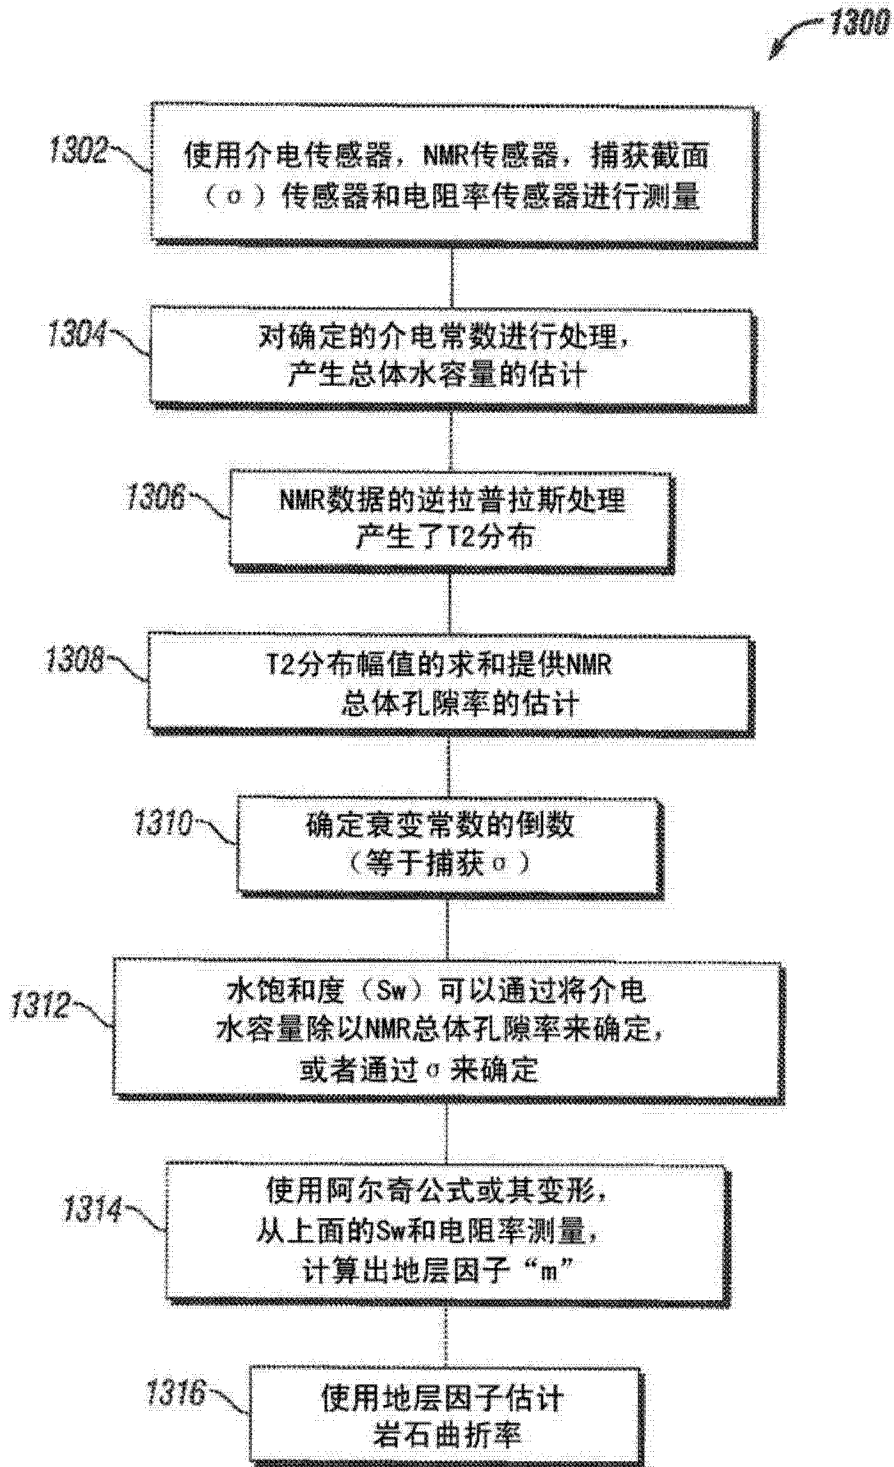 1300
1302
使用介电传感器，NMR传感器，捕获截面
（σ）传感器和电阻率传感器进行测量
1304
对确定的介电常数进行处理，
产生总体水容量的估计
1306
NMR数据的逆拉普拉斯处理
产生了T2分布
1308
T2分布幅值的求和提供NMR
总体孔隙率的估计
1310
确定衰变常数的倒数
（等于捕获σ）
1312
水饱和度（Sw）可以通过将介电
水容量除以NMR总体孔隙率来确定，
或者通过σ来确定
1314
使用阿尔奇公式或其变形，
从上面的Sw和电阻率测量，
计算出地层因子“m”
1316
使用地层因子估计
岩石曲折率